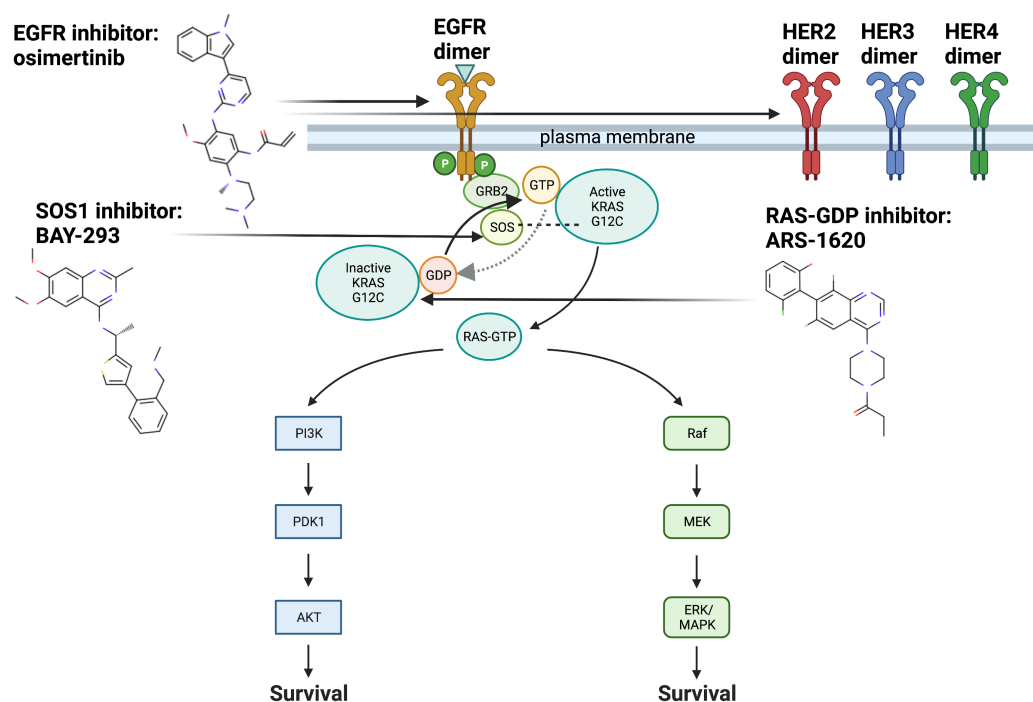 EGFR inhibitor:
osimertinib
EGFR
dimer
HER2
dimer
HER3
dimer
HER4
dimer
plasma membrane
P
P
GRB2
GTP
Active
KRAS
G12C
SOS
SOS1 inhibitor:
BAY-293
RAS-GDP inhibitor:
ARS-1620
Inactive
KRAS
G12C
GDP
RAS-GTP
PI3K
Raf
PDK1
MEK
AKT
ERK/
MAPK
Survival
Survival